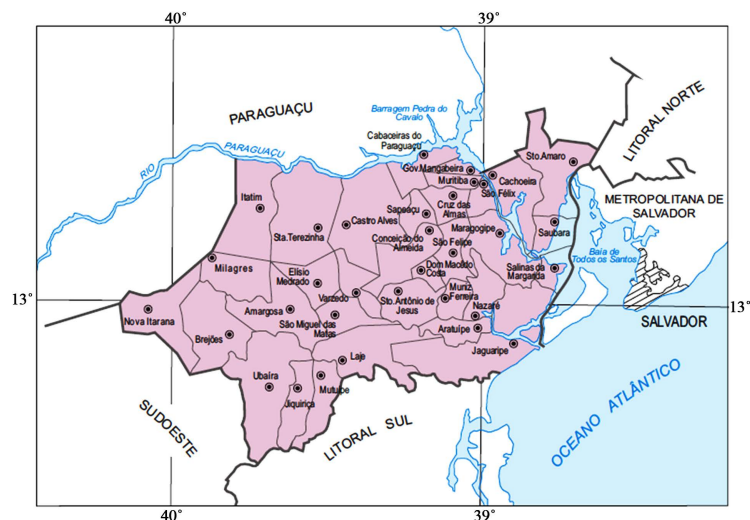 40°
39°
PARAGUAÇU
Barragem Pedra do
Cavalo
LITORAL NORTE
RIO PARAGUAÇU
Cabaceiras do
Paraguaçu
Sto.Amaro
Gov.Mangabeira
Muritiba
Cachoeira
São Félix
Itatim
Cruz das
Almas
Sapeaçu
METROPOLITANA DE
SALVADOR
Castro Alves
Sta.Terezinha
Conceição do
Almeida
Maragogipe
Saubara
São Felipe
Baía de
Todos os Santos
Milagres
Elísio
Medrado
Dom Macedo
Costa
Salinas da
Margarida
Varzedo
Muniz
Ferreira
13°
13°
Sto.Antônio de
Jesus
Nazaré
Nova Itarana
Amargosa
São Miguel das
Matas
Aratuípe
SALVADOR
Brejões
Jaguaripe
Laje
Ubaíra
Mutuípe
Jiquiriça
SUDOESTE
LITORAL SUL
OCEANO ATLÂNTICO
40°
39°